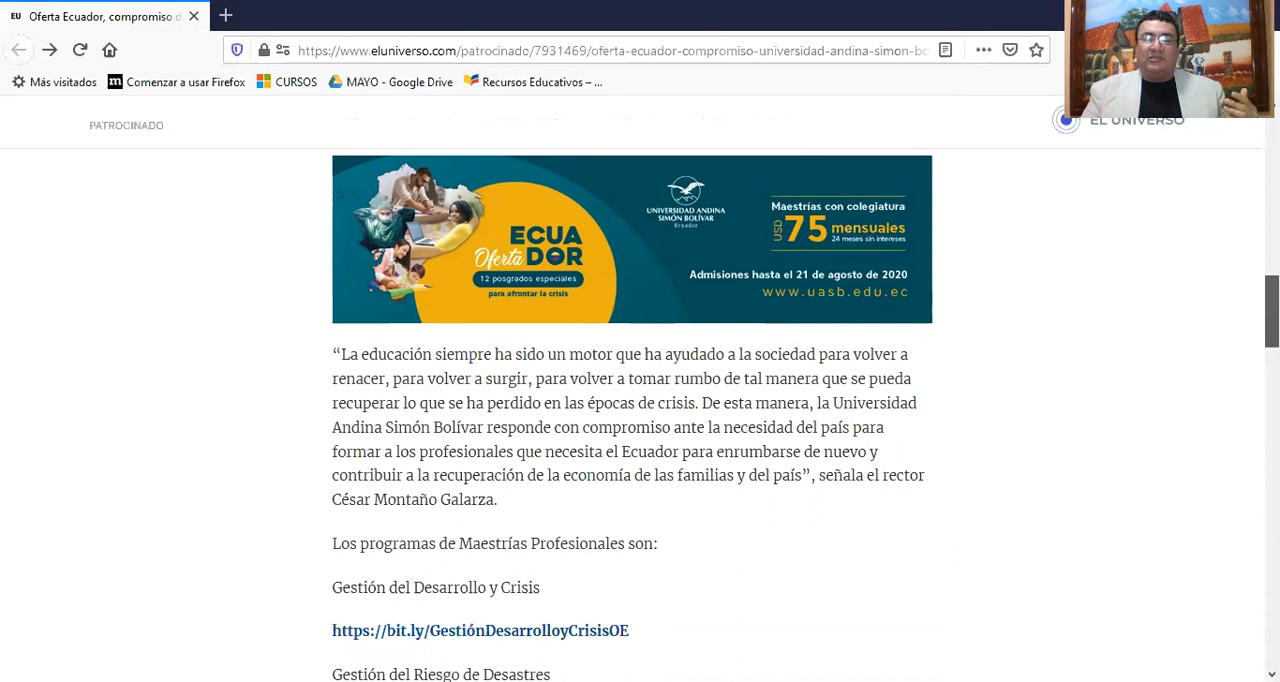 EU Oferta Ecuador, compromiso d
https://www.eluniverso.com/patrocinado/7931469/oferta-ecuador-compromiso-universidad-andina-simon-bo
Más visitados
Comenzar a usar Firefox
CURSOS
MAYO - Google Drive
Recursos Educativos – ...
PATROCINADO
EL UNIVERSO
ECUA
Oferta DOR
12 posgrados especiales
para afrontar la crisis
UNIVERSIDAD ANDINA
SIMÓN BOLÍVAR
Ecuador
Maestrías con colegiatura
USD 75 mensuales
24 meses sin intereses
Admisiones hasta el 21 de agosto de 2020
www.uasb.edu.ec
“La educación siempre ha sido un motor que ha ayudado a la sociedad para volver a
renacer, para volver a surgir, para volver a tomar rumbo de tal manera que se pueda
recuperar lo que se ha perdido en las épocas de crisis. De esta manera, la Universidad
Andina Simón Bolívar responde con compromiso ante la necesidad del país para
formar a los profesionales que necesita el Ecuador para enrumbarse de nuevo y
contribuir a la recuperación de la economía de las familias y del país”, señala el rector
César Montaño Galarza.
Los programas de Maestrías Profesionales son:
Gestión del Desarrollo y Crisis
https://bit.ly/GestiónDesarrolloyCrisisOE
Gestión del Riesgo de Desastres